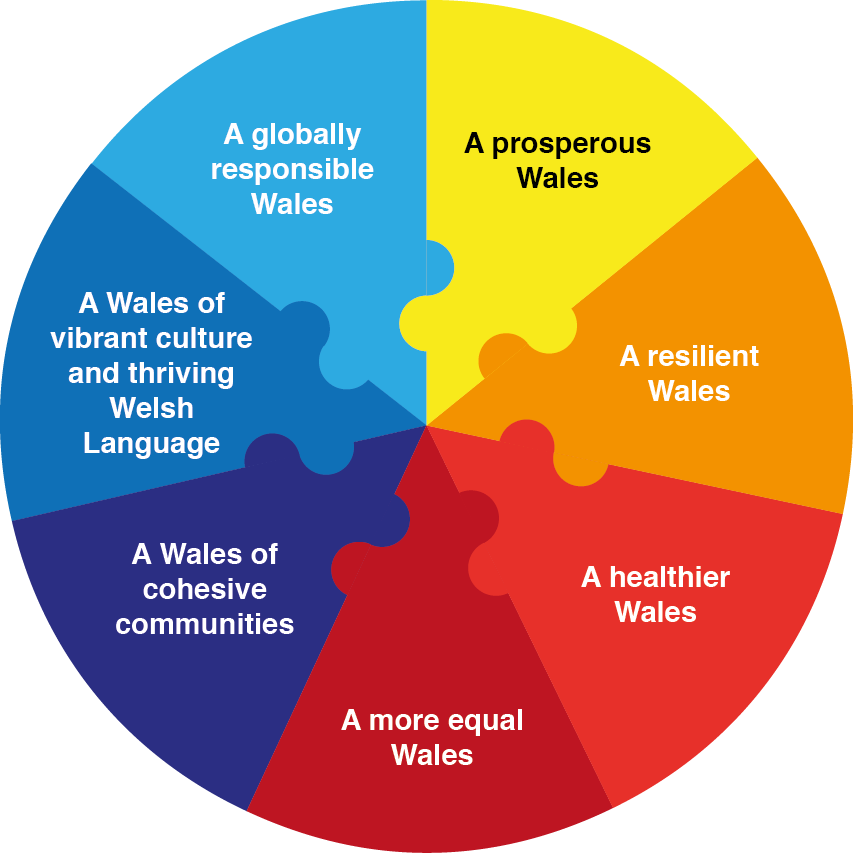 A prosperous
Wales
A resilient
Wales
A healthier
Wales
A more equal
Wales
A Wales of
cohesive
communities
A Wales of
vibrant culture
and thriving
Welsh
Language
A globally
responsible
Wales